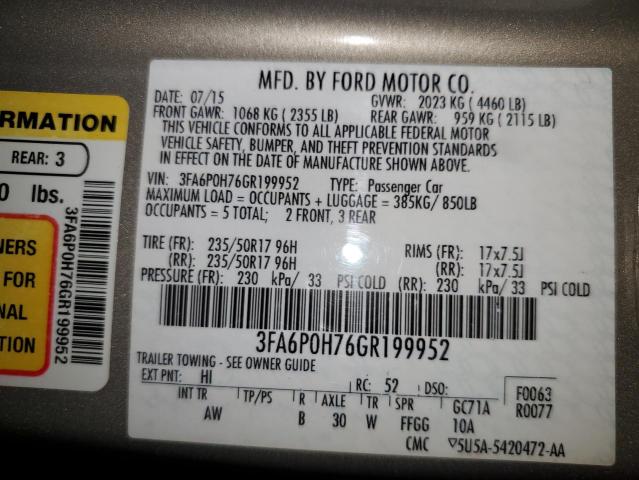 RMATION
REAR: 3
0 lbs.
NERS
FOR
NAL
TION
3FA6P0H76GR199952
MFD. BY FORD MOTOR CO.
DATE: 07/15 GVWR: 2023 KG ( 4460 LB)
FRONT GAWR: 1068 KG ( 2355 LB) REAR GAWR: 959 KG ( 2115 LB)
THIS VEHICLE CONFORMS TO ALL APPLICABLE FEDERAL MOTOR
VEHICLE SAFETY, BUMPER, AND THEFT PREVENTION STANDARDS
IN EFFECT ON THE DATE OF MANUFACTURE SHOWN ABOVE.
VIN: 3FA6P0H76GR199952 TYPE: Passenger Car
MAXIMUM LOAD = OCCUPANTS + LUGGAGE = 385KG/ 850LB
OCCUPANTS = 5 TOTAL; 2 FRONT, 3 REAR
TIRE (FR): 235/50R17 96H RIMS (FR): 17x7.5J
(RR): 235/50R17 96H (RR): 17x7.5J
PRESSURE (FR): 230 kPa/ 33 PSI COLD (RR): 230 kPa/ 33 PSI COLD
3FA6P0H76GR199952
TRAILER TOWING - SEE OWNER GUIDE
EXT PNT: HI RC: 52 DSO: F0063
INT TR TP/PS R AXLE TR SPR GC71A R0077
AW B 30 W FFGG 10A
CMC ▽5U5A-5420472-AA